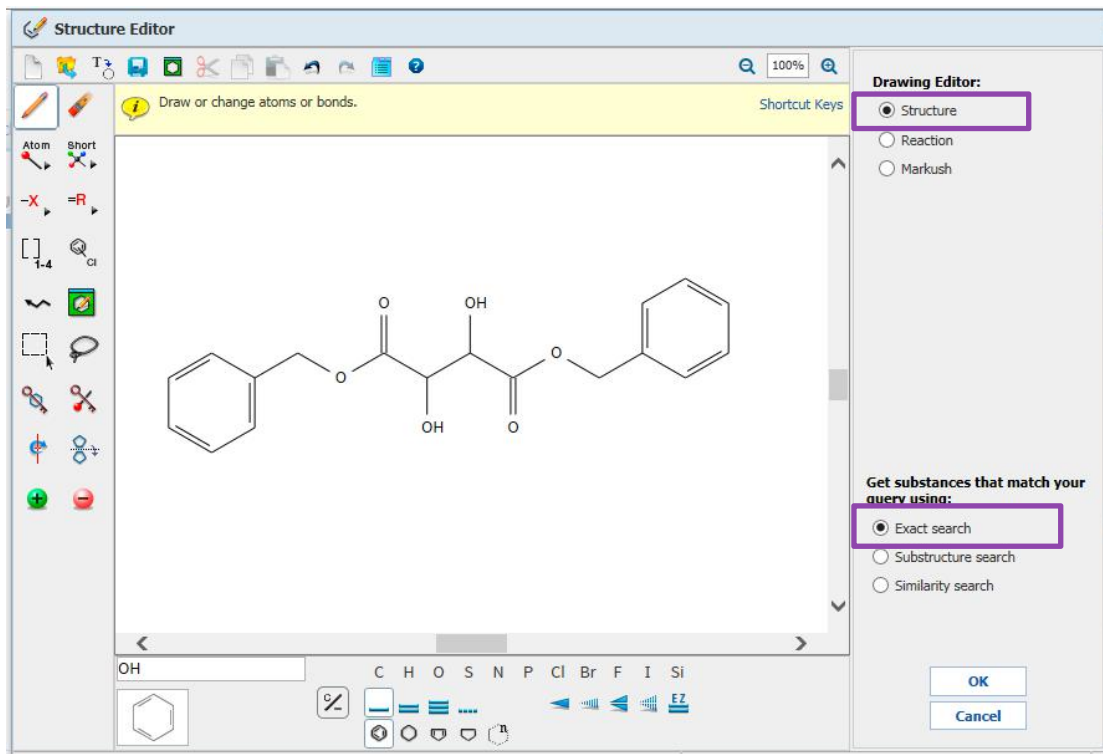 Structure Editor
100%
Drawing Editor:
Draw or change atoms or bonds.
Shortcut Keys
Structure
Reaction
Markush
Atom
Short
-X
=R
[ ]1-4
Cl
O
OH
O
O
OH
O
Get substances that match your
query using:
Exact search
Substructure search
Similarity search
OH
C H O S N P Cl Br F I Si
C/-
EZ
n
OK
Cancel